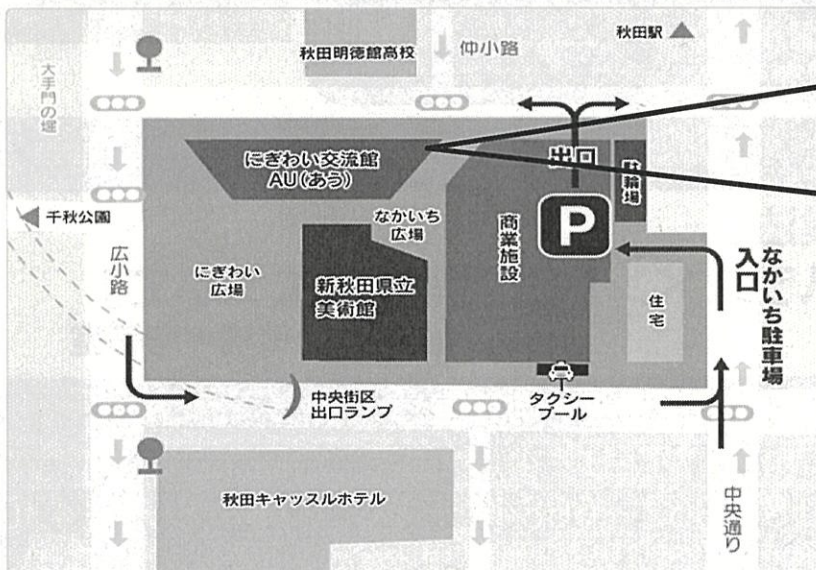 秋田明徳館高校
仲小路
秋田駅
大手門の堀
にぎわい交流館
AU(あう)
出口
駐輪場
千秋公園
なかいち
広場
P
商業施設
広小路
にぎわい
広場
新秋田県立
美術館
住宅
なかいち駐車場
入口
中央街区
出口ランプ
タクシー
プール
秋田キャッスルホテル
中央通り